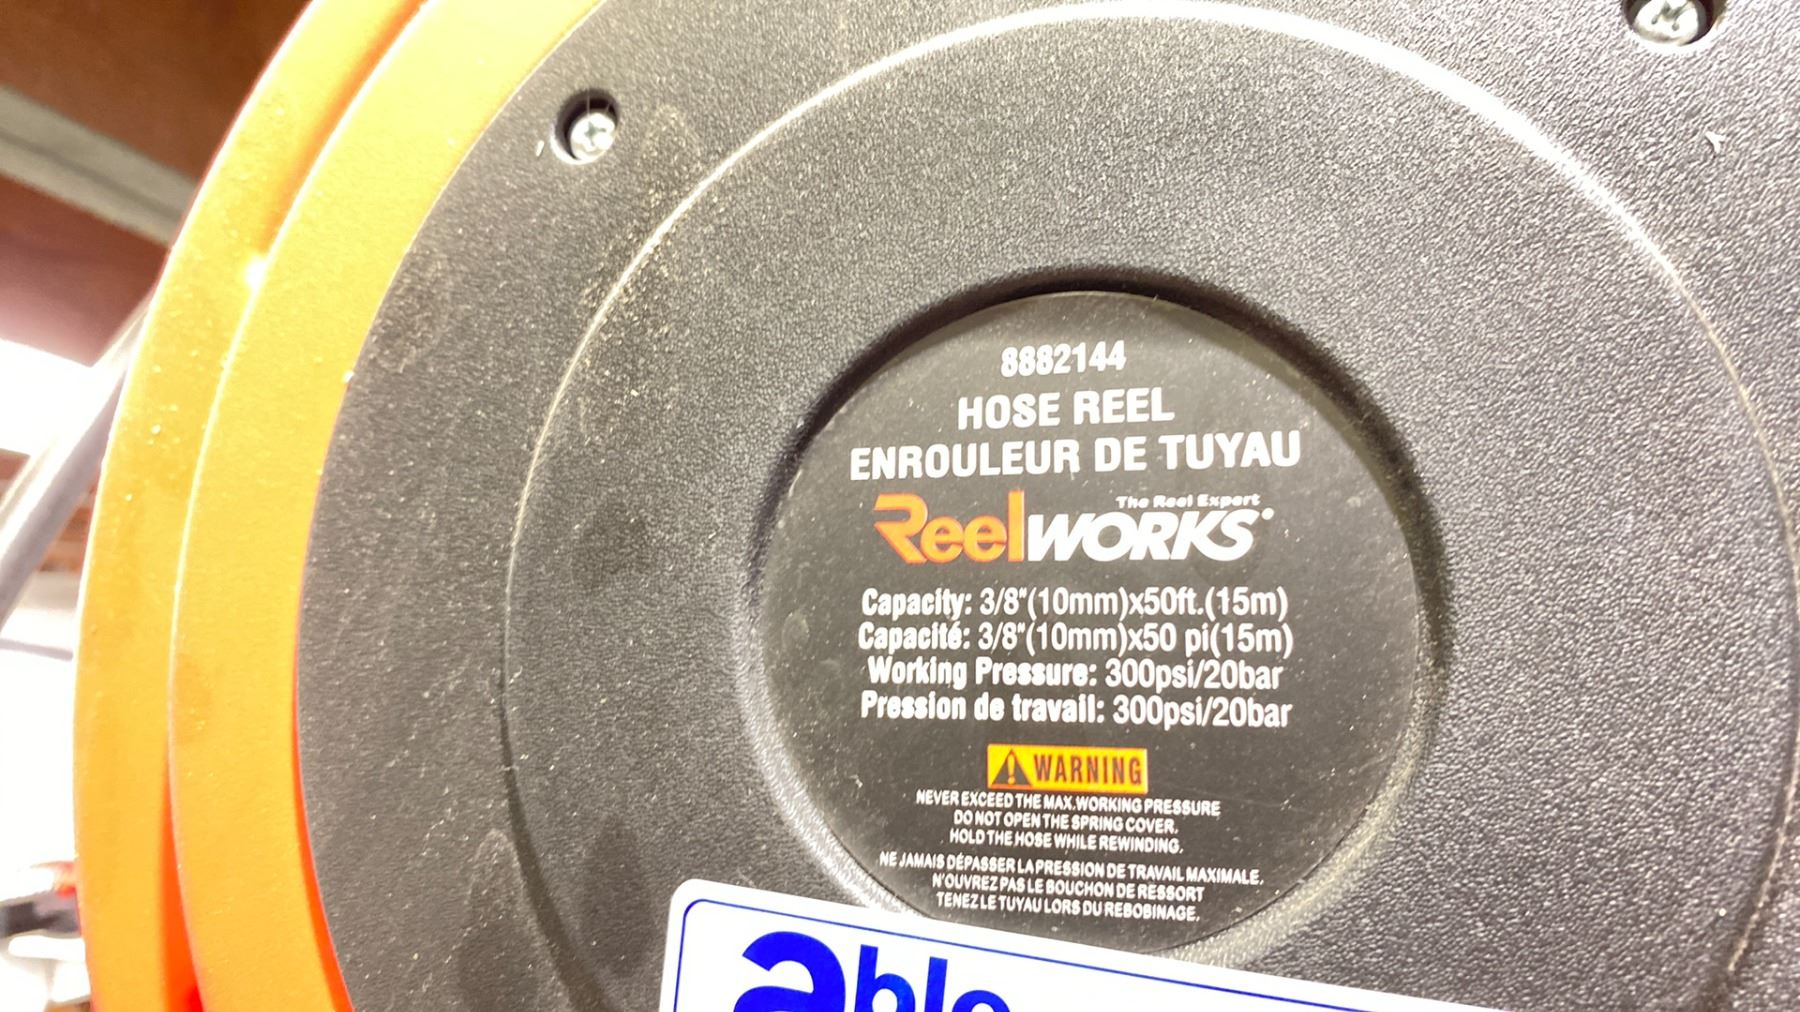 8882144
HOSE REEL
ENROULEUR DE TUYAU
The Reel Expert
ReelWORKS
Capacity: 3/8"(10mm)x50ft.(15m)
Capacité: 3/8"(10mm)x50 pi(15m)
Working Pressure: 300psi/20bar
Pression de travail: 300psi/20bar
WARNING
NEVER EXCEED THE MAX.WORKING PRESSURE
DO NOT OPEN THE SPRING COVER.
HOLD THE HOSE WHILE REWINDING.
NE JAMAIS DÉPASSER LA PRESSION DE TRAVAIL MAXIMALE.
N'OUVREZ PAS LE BOUCHON DE RESSORT
TENEZ LE TUYAU LORS DU REBOBINAGE.
able